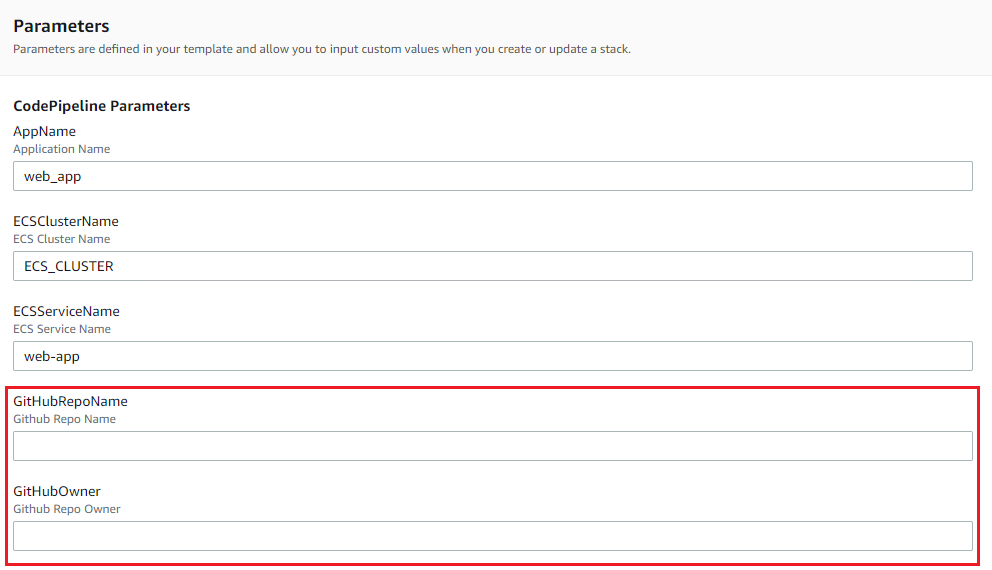 Parameters
Parameters are defined in your template and allow you to input custom values when you create or update a stack.
CodePipeline Parameters
AppName
Application Name
web_app
ECSClusterName
ECS Cluster Name
ECS_CLUSTER
ECSServiceName
ECS Service Name
web-app
GitHubRepoName
Github Repo Name
GitHubOwner
Github Repo Owner